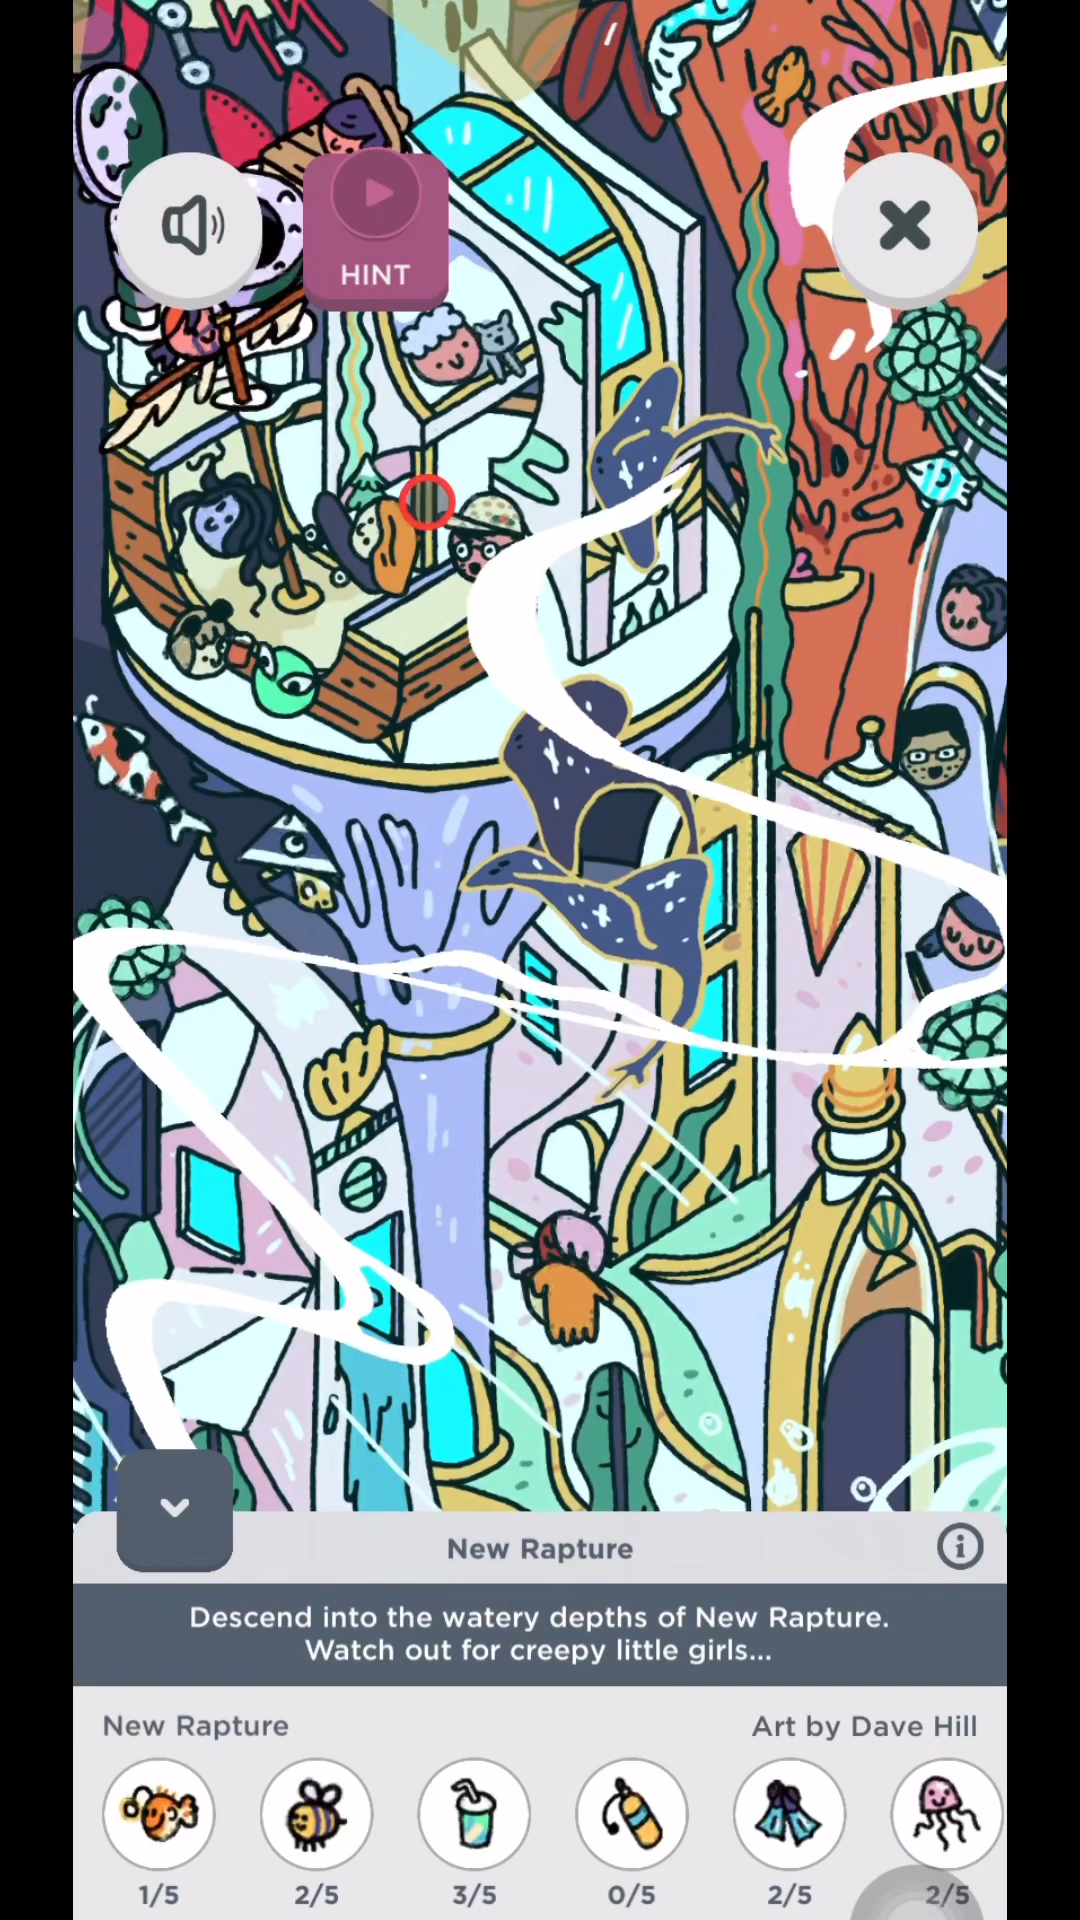 HINT
New Rapture
Descend into the watery depths of New Rapture.
Watch out for creepy little girls...
New Rapture
Art by Dave Hill
1/5
2/5
3/5
0/5
2/5
2/5